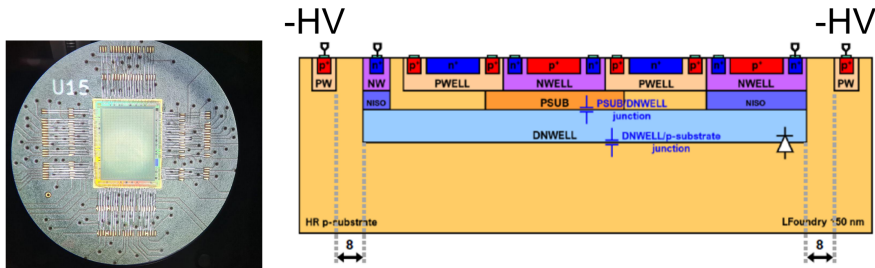 -HV
-HV
U15
p+
n+
p+
n+
p+
n+
p+
n+
p+
n+
p+
n+
p+
n+
p+
PW
NW
PWELL
NWELL
PWELL
NWELL
PW
NISO
PSUB
PSUB/DNWELL
junction
NISO
DNWELL
DNWELL/p-substrate
junction
HR p-substrate
LFoundry 150 nm
8
8